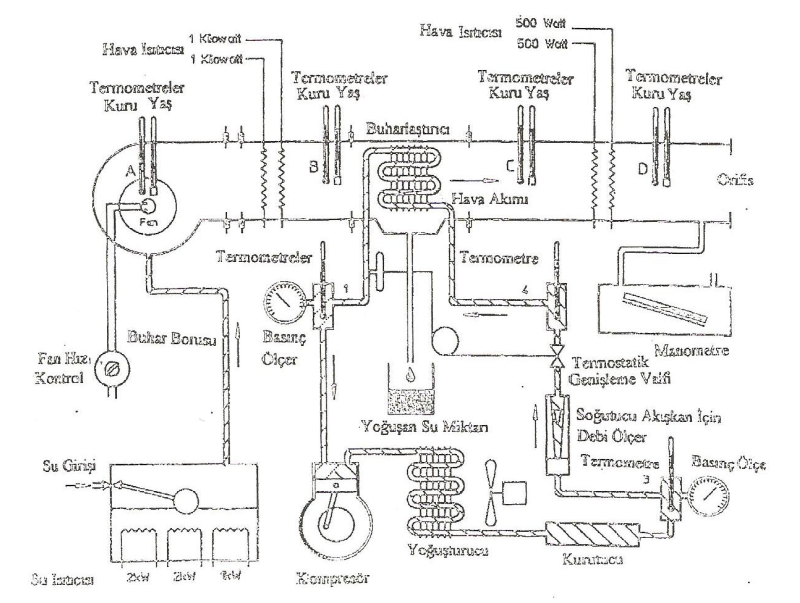 Hava Isıtıcısı
1 Kilowatt
1 Kilowatt
Hava Isıtıcısı
500 Watt
500 Watt
Termometreler
Kuru Yaş
Termometreler
Kuru Yaş
Termometreler
Kuru Yaş
Termometreler
Kuru Yaş
Buharlaştırıcı
A
B
C
D
Orifis
Hava Akımı
Fan
Termometreler
1
Termometre
4
Basınç
Ölçer
Buhar Borusu
Fan Hızı
Kontrol
Manometre
Termostatik
Genişleme Valfi
Yoğuşan Su Miktarı
Soğutucu Akışkan İçin
Debi Ölçer
Termometre
3
Basınç Ölçe
Su Girişi
Su Isıtıcısı
2kW
2kW
1kW
Kompresör
Yoğuşturucu
Kurutucu